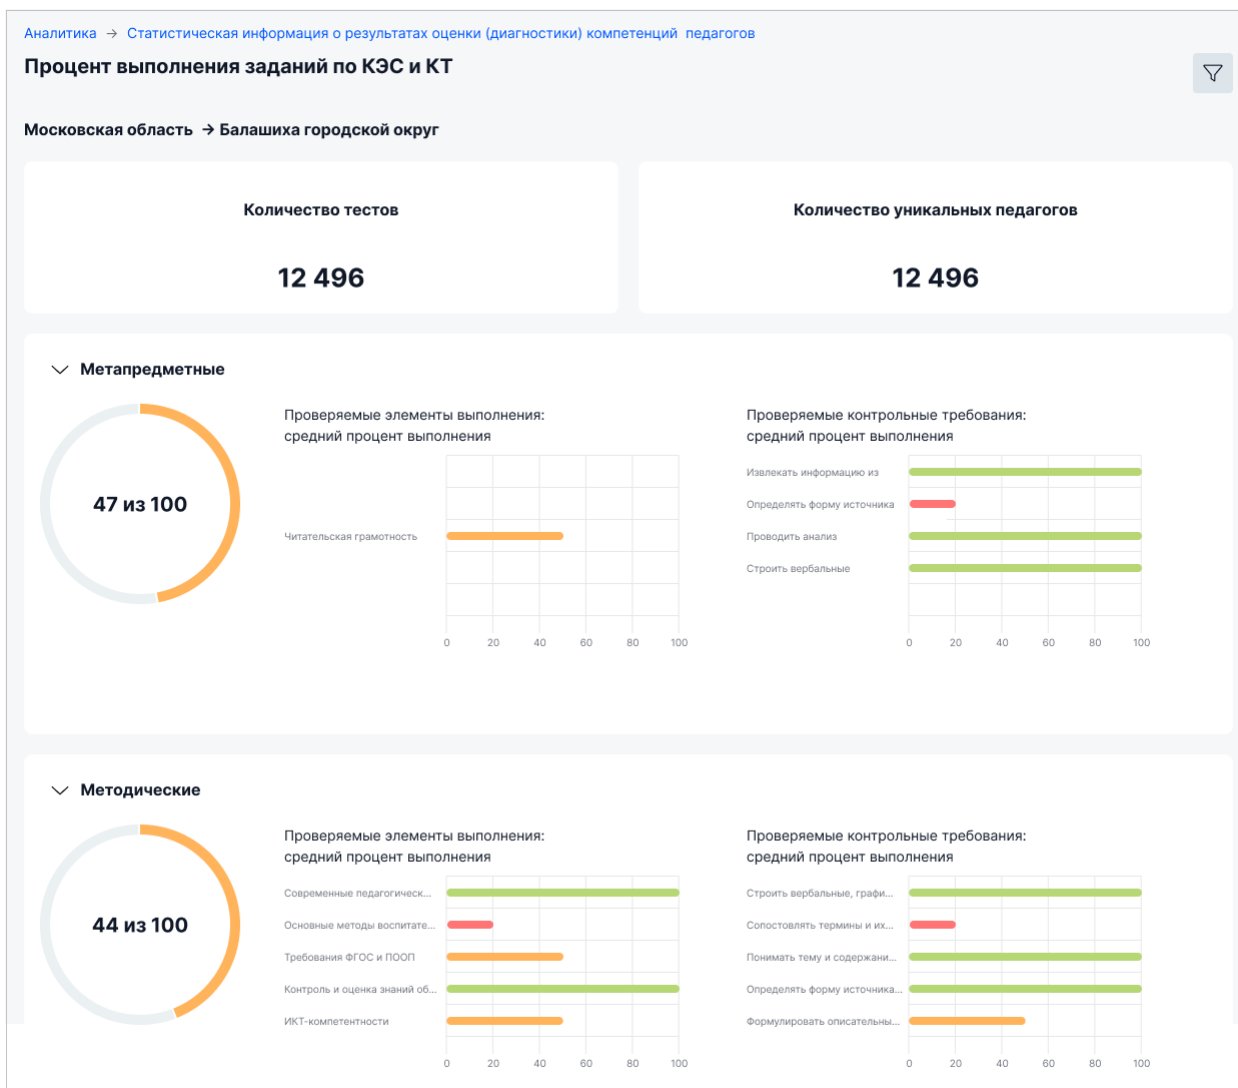 Аналитика → Статистическая информация о результатах оценки (диагностики) компетенций педагогов
Процент выполнения заданий по КЭС и КТ
Московская область → Балашиха городской округ
Количество тестов
12 496
Количество уникальных педагогов
12 496
Метапредметные
47 из 100
Проверяемые элементы выполнения:
средний процент выполнения
Читательская грамотность
0 20 40 60 80 100
Проверяемые контрольные требования:
средний процент выполнения
Извлекать информацию из
Определять форму источника
Проводить анализ
Строить вербальные
0 20 40 60 80 100
Методические
44 из 100
Проверяемые элементы выполнения:
средний процент выполнения
Современные педагогическ...
Основные методы воспитате...
Требования ФГОС и ПООП
Контроль и оценка знаний об...
ИКТ-компетентности
0 20 40 60 80 100
Проверяемые контрольные требования:
средний процент выполнения
Строить вербальные, графи...
Сопостовлять термины и их...
Понимать тему и содержани...
Определять форму источника...
Формулировать описательны...
0 20 40 60 80 100